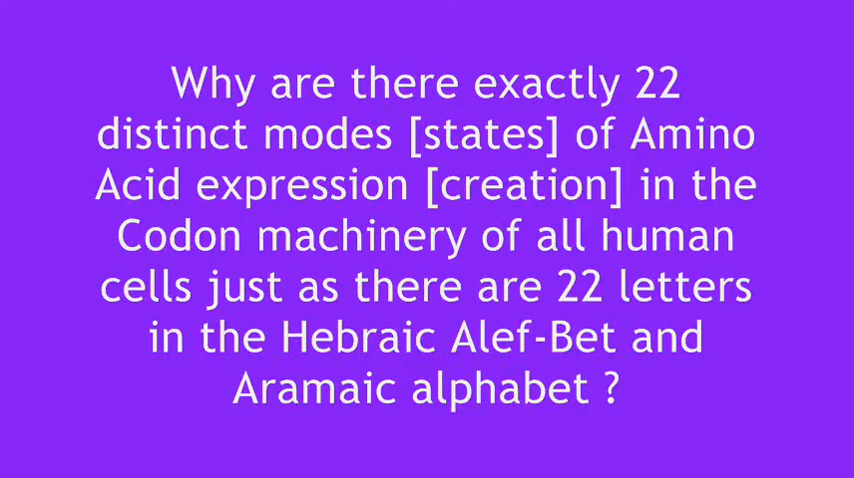 Why are there exactly 22
distinct modes [states] of Amino
Acid expression [creation] in the
Codon machinery of all human
cells just as there are 22 letters
in the Hebraic Alef-Bet and
Aramaic alphabet ?